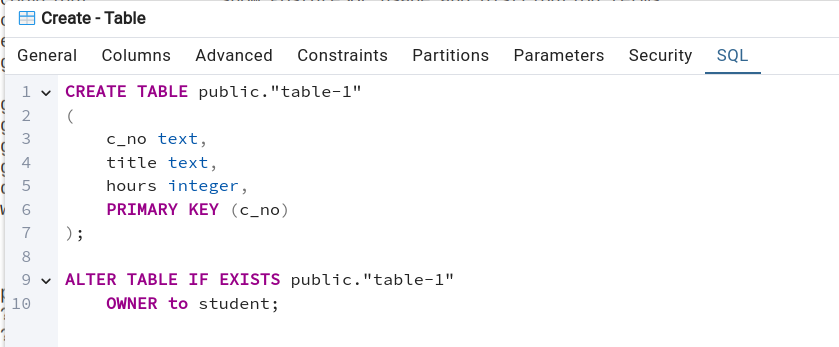 Create - Table
General Columns Advanced Constraints Partitions Parameters Security SQL
1 CREATE TABLE public."table-1"
2 (
3 c_no text,
4 title text,
5 hours integer,
6 PRIMARY KEY (c_no)
7 );
8
9 ALTER TABLE IF EXISTS public."table-1"
10 OWNER to student;